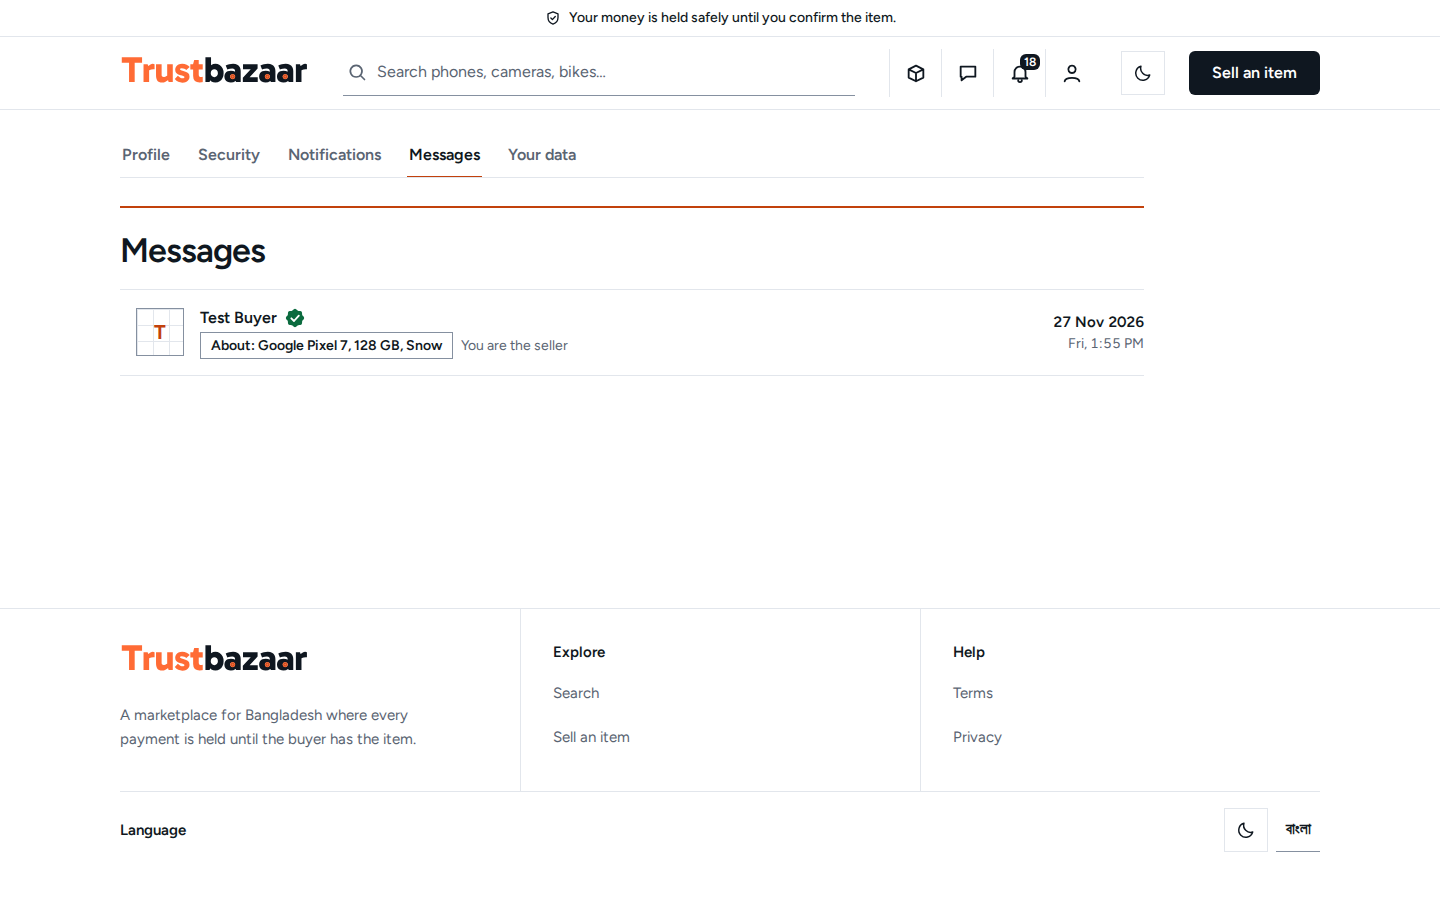 Your money is held safely until you confirm the item.
Trustbazaar
Search phones, cameras, bikes...
18
Sell an item
Profile
Security
Notifications
Messages
Your data
Messages
T
Test Buyer
27 Nov 2026
About: Google Pixel 7, 128 GB, Snow
You are the seller
Fri, 1:55 PM
Trustbazaar
A marketplace for Bangladesh where every
payment is held until the buyer has the item.
Explore
Search
Sell an item
Help
Terms
Privacy
Language
বাংলা